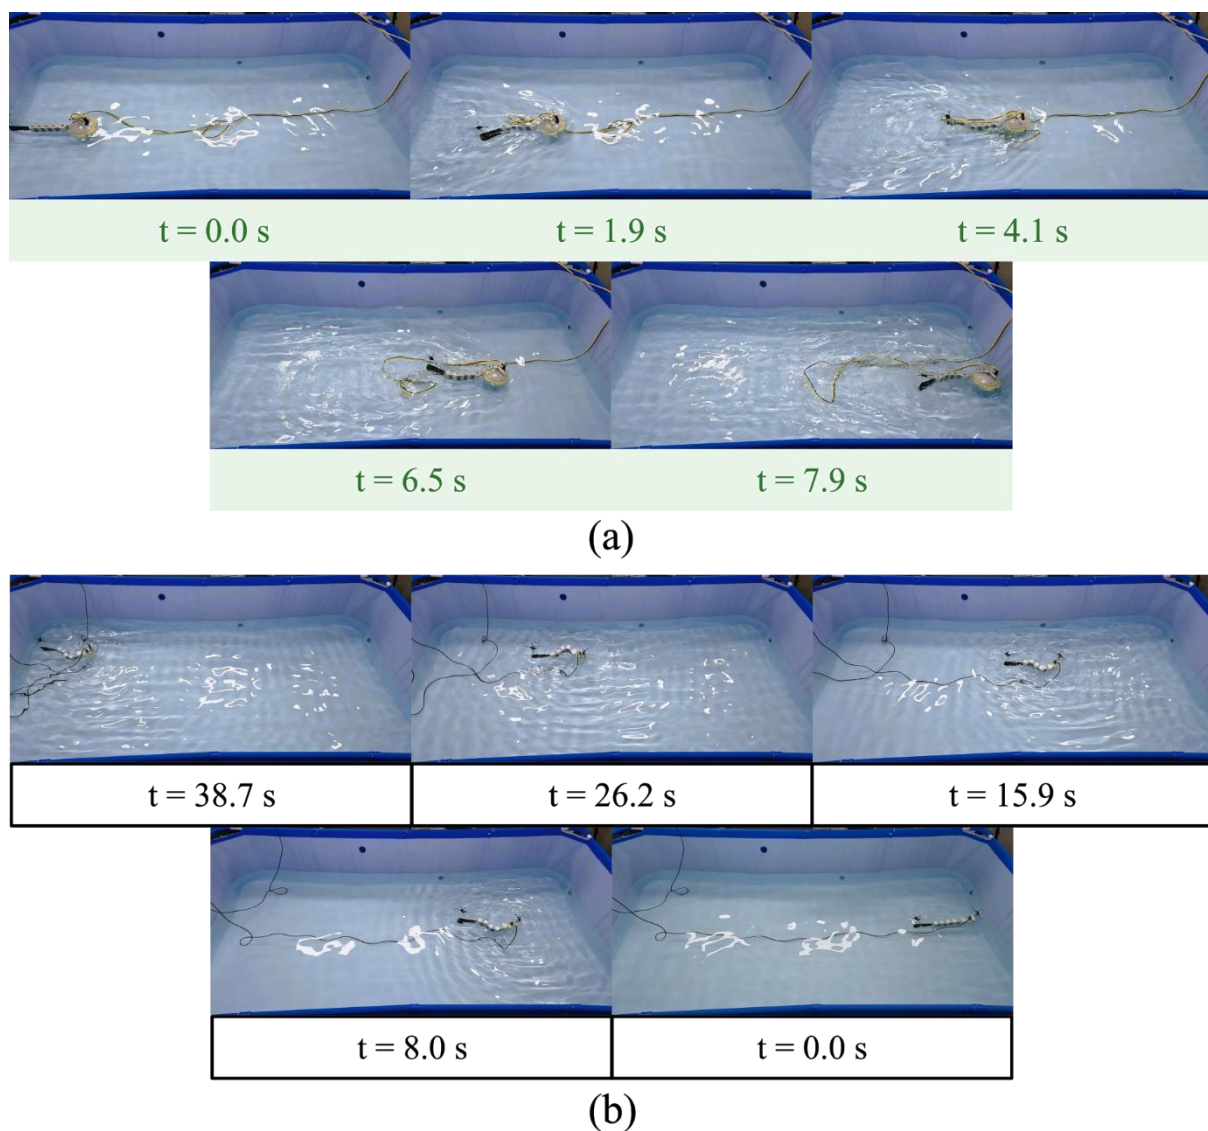 t = 0.0 s
t = 1.9 s
t = 4.1 s
t = 6.5 s
t = 7.9 s
(a)
t = 38.7 s
t = 26.2 s
t = 15.9 s
t = 8.0 s
t = 0.0 s
(b)